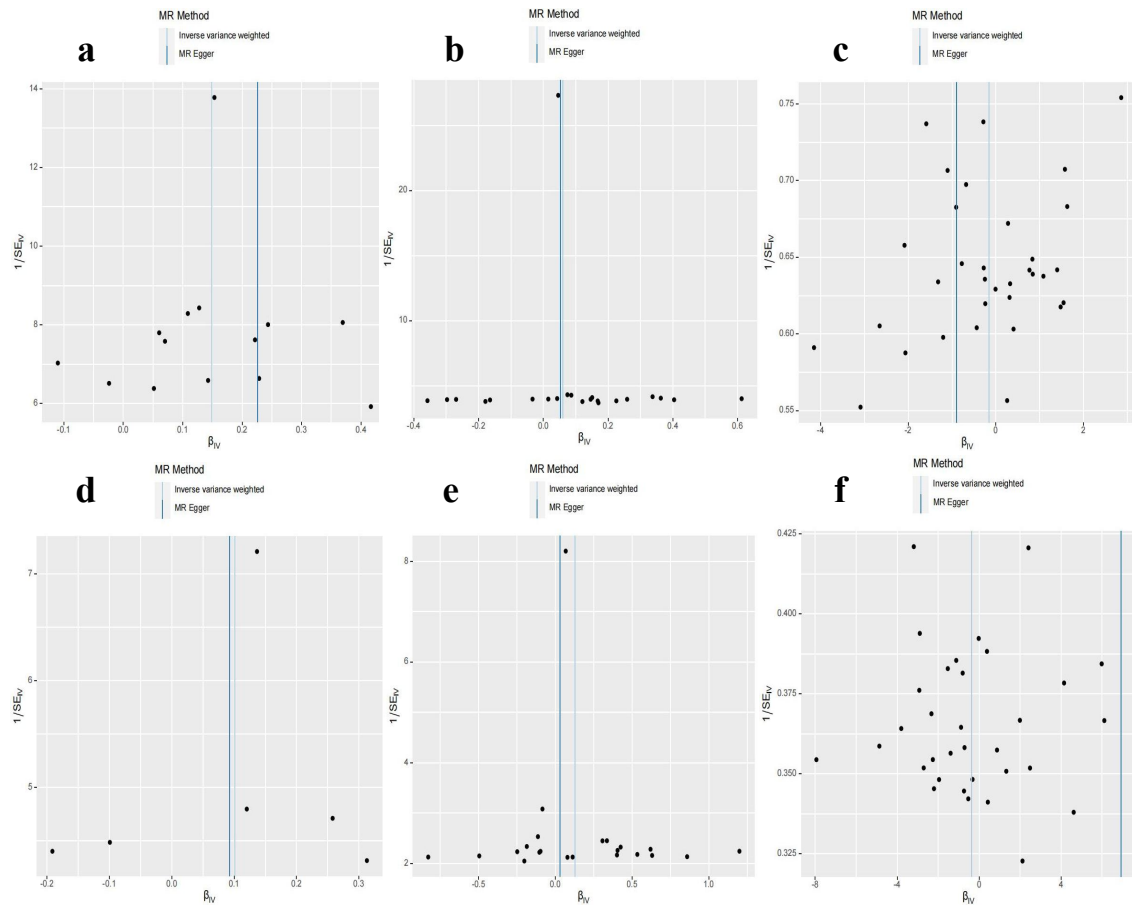 MR Method
Inverse variance weighted
MR Egger
a
14
12
10
8
6
1/SE_IV
-0.1 0.0 0.1 0.2 0.3 0.4
β_IV
MR Method
Inverse variance weighted
MR Egger
b
20
10
1/SE_IV
-0.4 -0.2 0.0 0.2 0.4 0.6
β_IV
MR Method
Inverse variance weighted
MR Egger
c
0.75
0.70
0.65
0.60
0.55
1/SE_IV
-4 -2 0 2
β_IV
MR Method
Inverse variance weighted
MR Egger
d
7
6
5
1/SE_IV
-0.2 -0.1 0.0 0.1 0.2 0.3
β_IV
MR Method
Inverse variance weighted
MR Egger
e
8
6
4
2
1/SE_IV
-0.5 0.0 0.5 1.0
β_IV
MR Method
Inverse variance weighted
MR Egger
f
0.425
0.400
0.375
0.350
0.325
1/SE_IV
-8 -4 0 4
β_IV